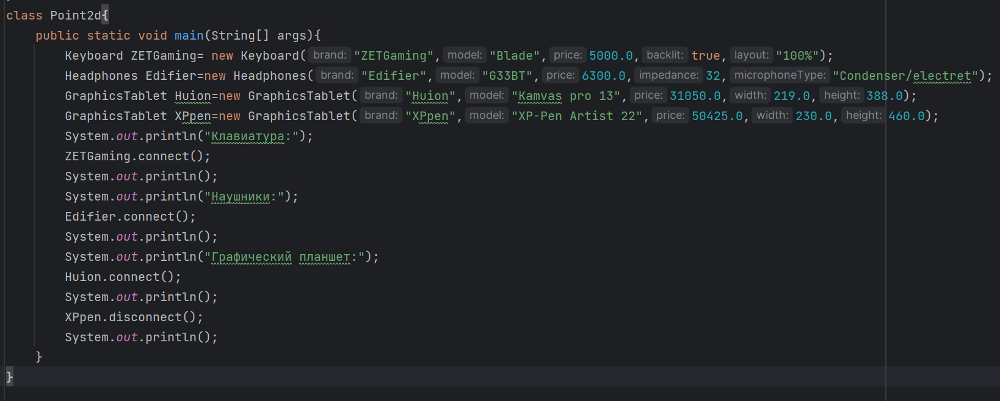 class Point2d{
    public static void main(String[] args){
        Keyboard ZETGaming= new Keyboard( brand: "ZETGaming", model: "Blade", price: 5000.0, backlit: true, layout: "100%");
        Headphones Edifier=new Headphones( brand: "Edifier", model: "G33BT", price: 6300.0, impedance: 32, microphoneType: "Condenser/electret");
        GraphicsTablet Huion=new GraphicsTablet( brand: "Huion", model: "Kamvas pro 13", price: 31050.0, width: 219.0, height: 388.0);
        GraphicsTablet XPpen=new GraphicsTablet( brand: "XPpen", model: "XP-Pen Artist 22", price: 50425.0, width: 230.0, height: 460.0);
        System.out.println("Клавиатура:");
        ZETGaming.connect();
        System.out.println();
        System.out.println("Наушники:");
        Edifier.connect();
        System.out.println();
        System.out.println("Графический планшет:");
        Huion.connect();
        System.out.println();
        XPpen.disconnect();
        System.out.println();
    }
}